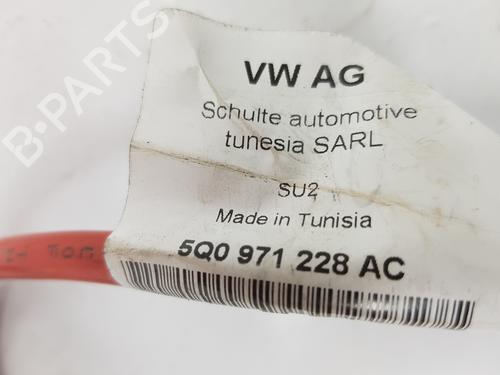 B-PARTS
VW AG
Schulte automotive
tunesia SARL
SU2
Made in Tunisia
5Q0 971 228 AC